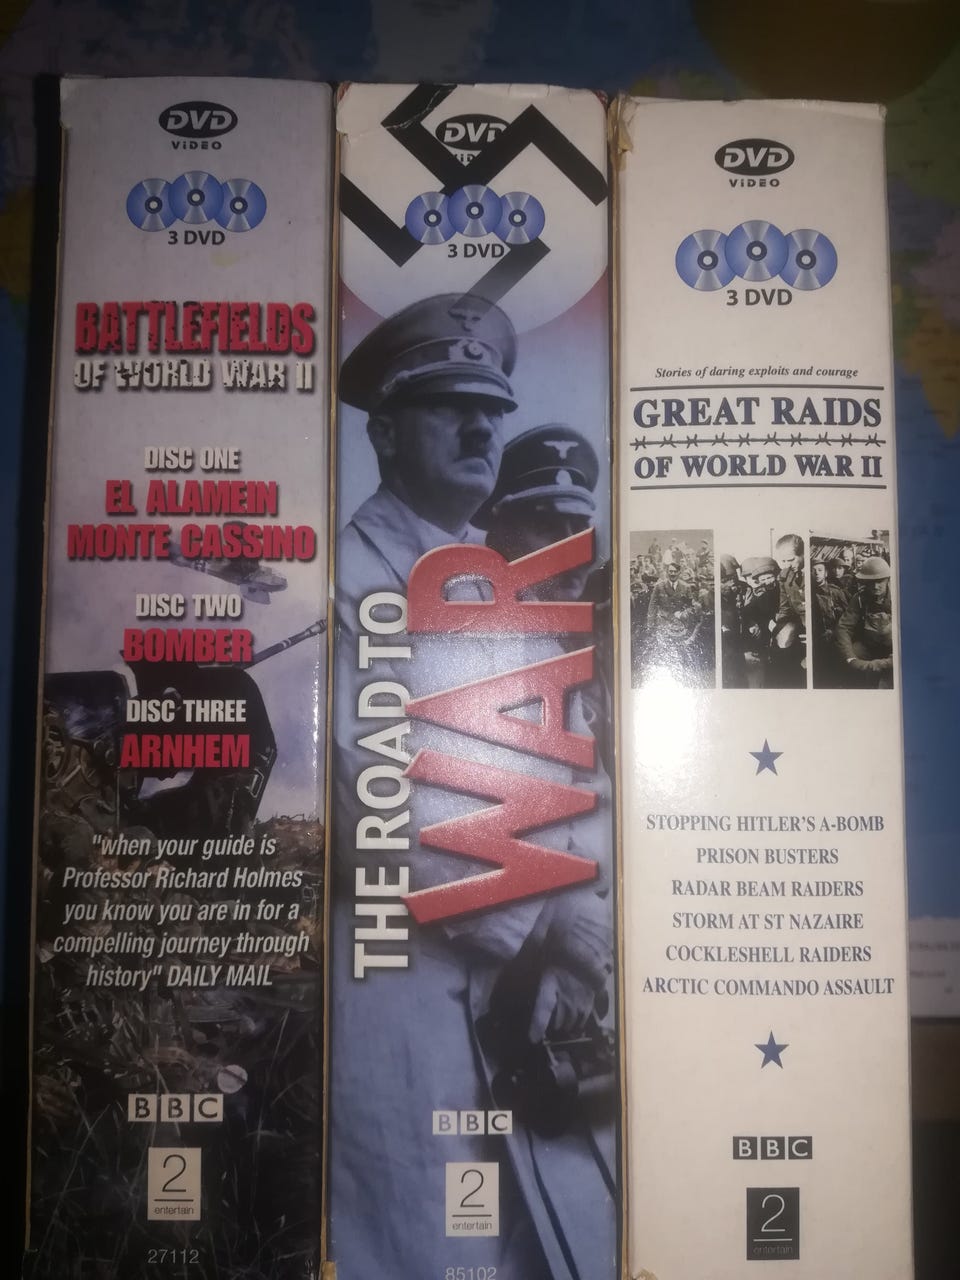 DVD
VIDEO
3 DVD
BATTLEFIELDS
OF WORLD WAR II
DISC ONE
EL ALAMEIN
MONTE CASSINO
DISC TWO
BOMBER
DISC THREE
ARNHEM
"when your guide is
Professor Richard Holmes
you know you are in for a
compelling journey through
history" DAILY MAIL
BBC
2
entertain
27112
DVD
3 DVD
THE ROAD TO
WAR
BBC
2
entertain
85102
DVD
VIDEO
3 DVD
Stories of daring exploits and courage
GREAT RAIDS
OF WORLD WAR II
STOPPING HITLER'S A-BOMB
PRISON BUSTERS
RADAR BEAM RAIDERS
STORM AT ST NAZAIRE
COCKLESHELL RAIDERS
ARCTIC COMMANDO ASSAULT
BBC
2
entertain